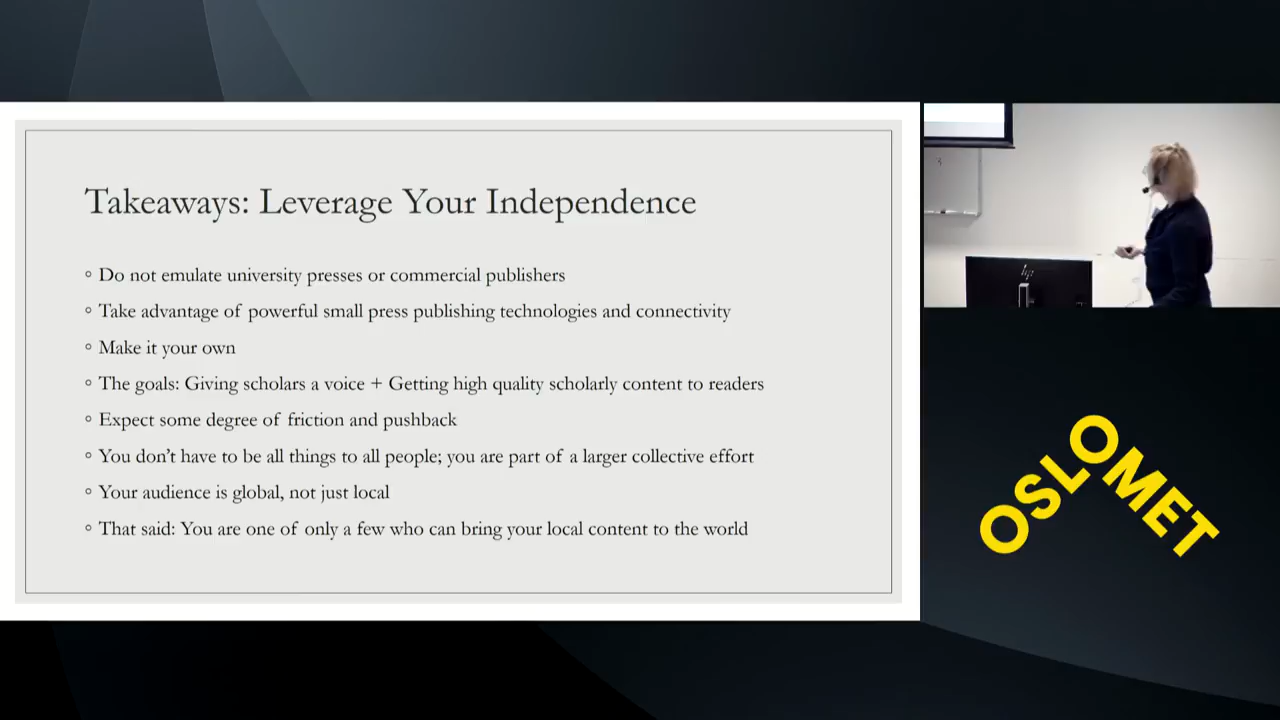 Takeaways: Leverage Your Independence
Do not emulate university presses or commercial publishers
Take advantage of powerful small press publishing technologies and connectivity
Make it your own
The goals: Giving scholars a voice + Getting high quality scholarly content to readers
Expect some degree of friction and pushback
You don't have to be all things to all people; you are part of a larger collective effort
Your audience is global, not just local
That said: You are one of only a few who can bring your local content to the world
hp
OSLOMET